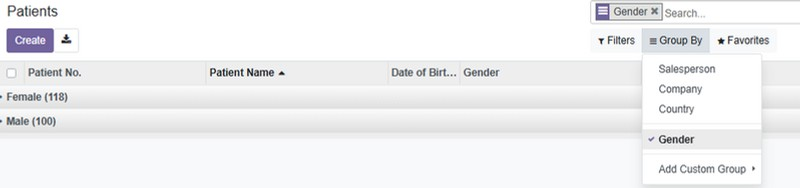 Patients
Gender ✖ Search...
Create
Filters Group By Favorites
Patient No. Patient Name Date of Birt... Gender
Female (118)
Male (100)
Salesperson
Company
Country
Gender
Add Custom Group